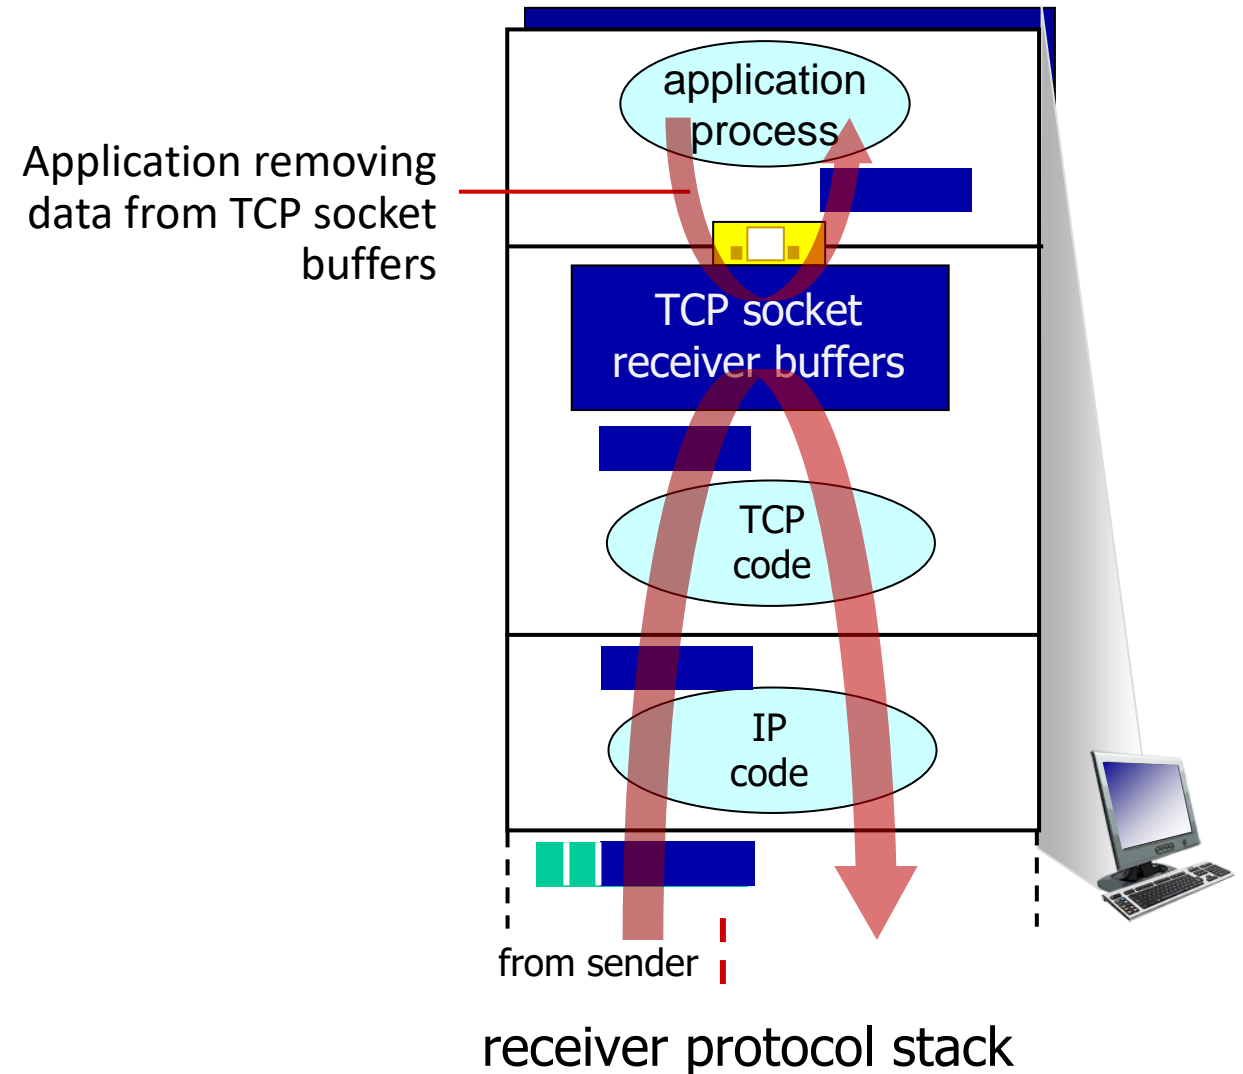 application
process
Application removing
data from TCP socket
buffers
TCP socket
receiver buffers
TCP
code
IP
code
from sender
receiver protocol stack